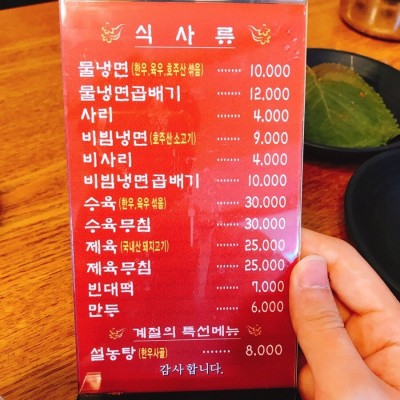 식사류
물냉면 (한우,육우,호주산 섞음) ······· 10,000
물냉면곱배기 ······· 12,000
사리 ······· 4,000
비빔냉면 (호주산소고기) ······· 9,000
비사리 ······· 4,000
비빔냉면곱배기 ······· 10,000
수육 (한우,육우 섞음) ······· 30,000
수육무침 ······· 30,000
제육 (국내산 돼지고기) ······· 25,000
제육무침 ······· 25,000
빈대떡 ······· 7,000
만두 ······· 6,000
계절의 특선메뉴
설농탕 (한우사골) ······· 8,000
감사합니다.